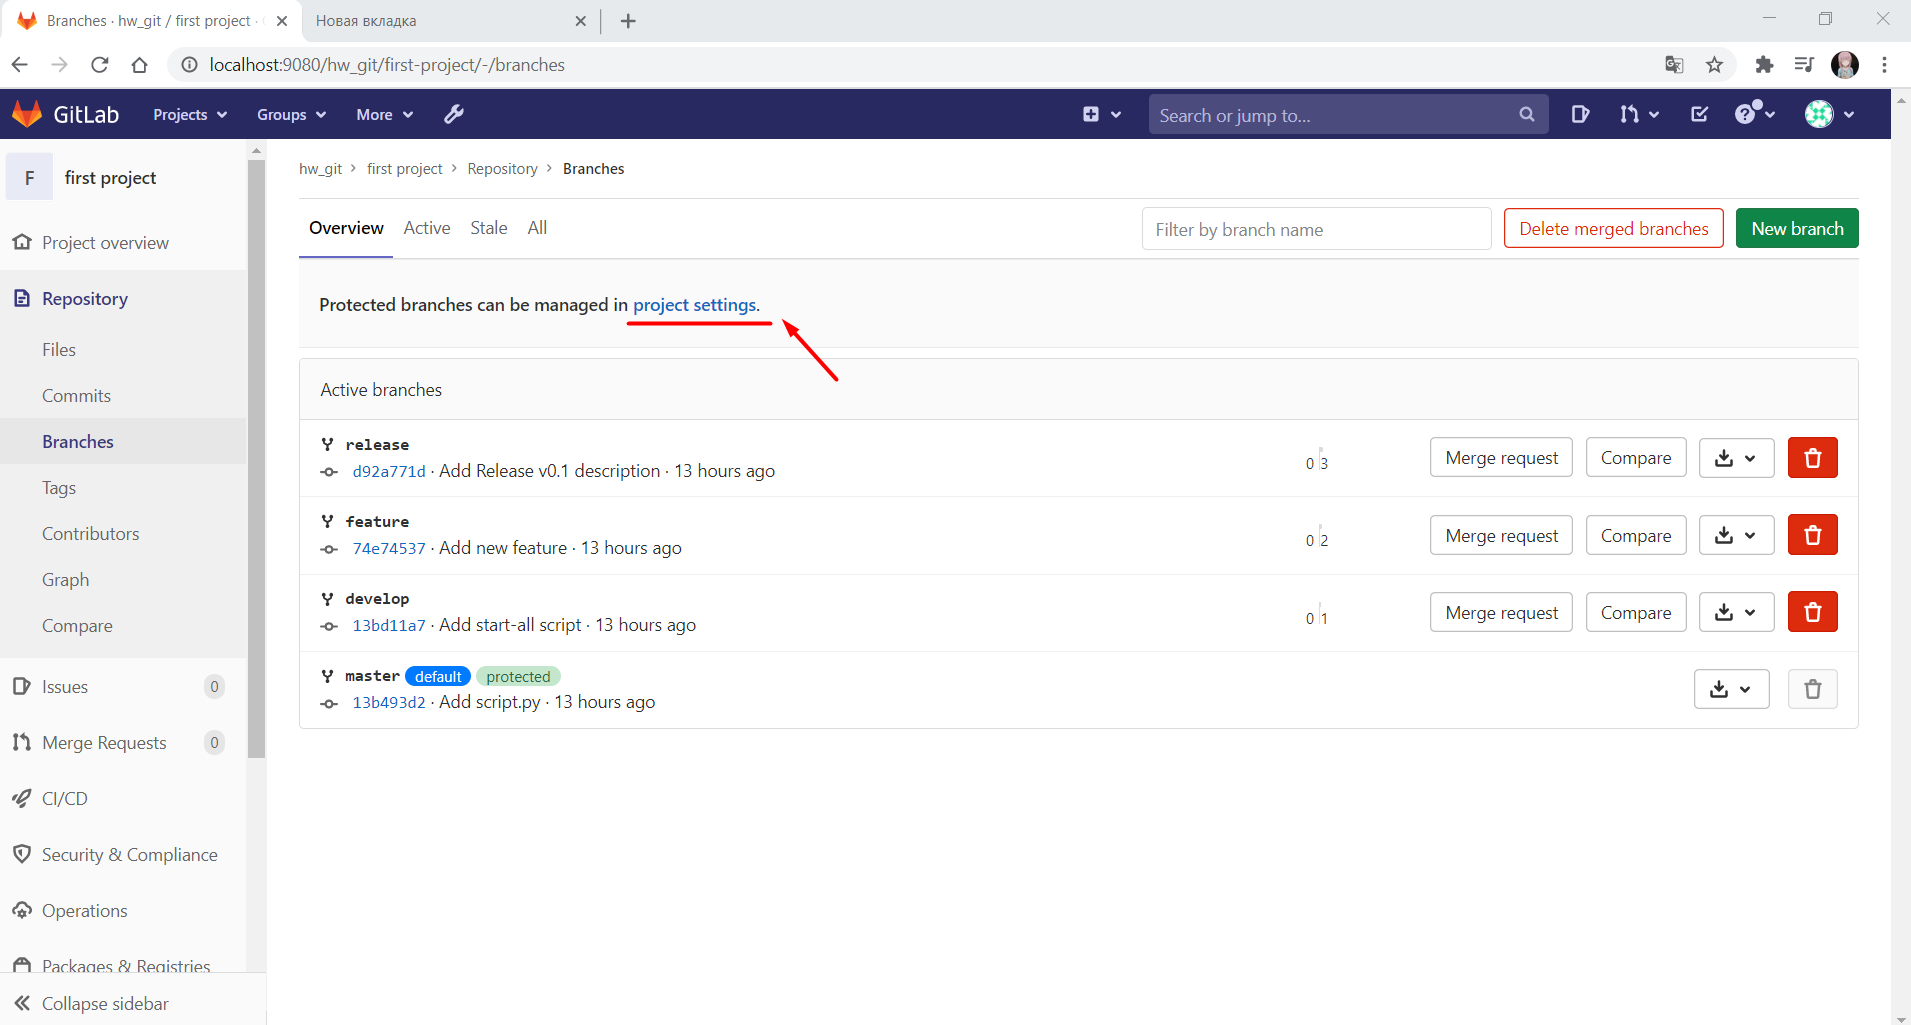 Branches · hw_git / first project ·
Новая вкладка
localhost:9080/hw_git/first-project/-/branches
GitLab
Projects
Groups
More
Search or jump to...
F
first project
Project overview
Repository
Files
Commits
Branches
Tags
Contributors
Graph
Compare
Issues 0
Merge Requests 0
CI/CD
Security & Compliance
Operations
Packages & Registries
Collapse sidebar
hw_git › first project › Repository › Branches
Overview Active Stale All
Filter by branch name
Delete merged branches
New branch
Protected branches can be managed in project settings.
Active branches
release
d92a771d · Add Release v0.1 description · 13 hours ago
0 3
Merge request Compare
feature
74e74537 · Add new feature · 13 hours ago
0 2
Merge request Compare
develop
13bd11a7 · Add start-all script · 13 hours ago
0 1
Merge request Compare
master default protected
13b493d2 · Add script.py · 13 hours ago